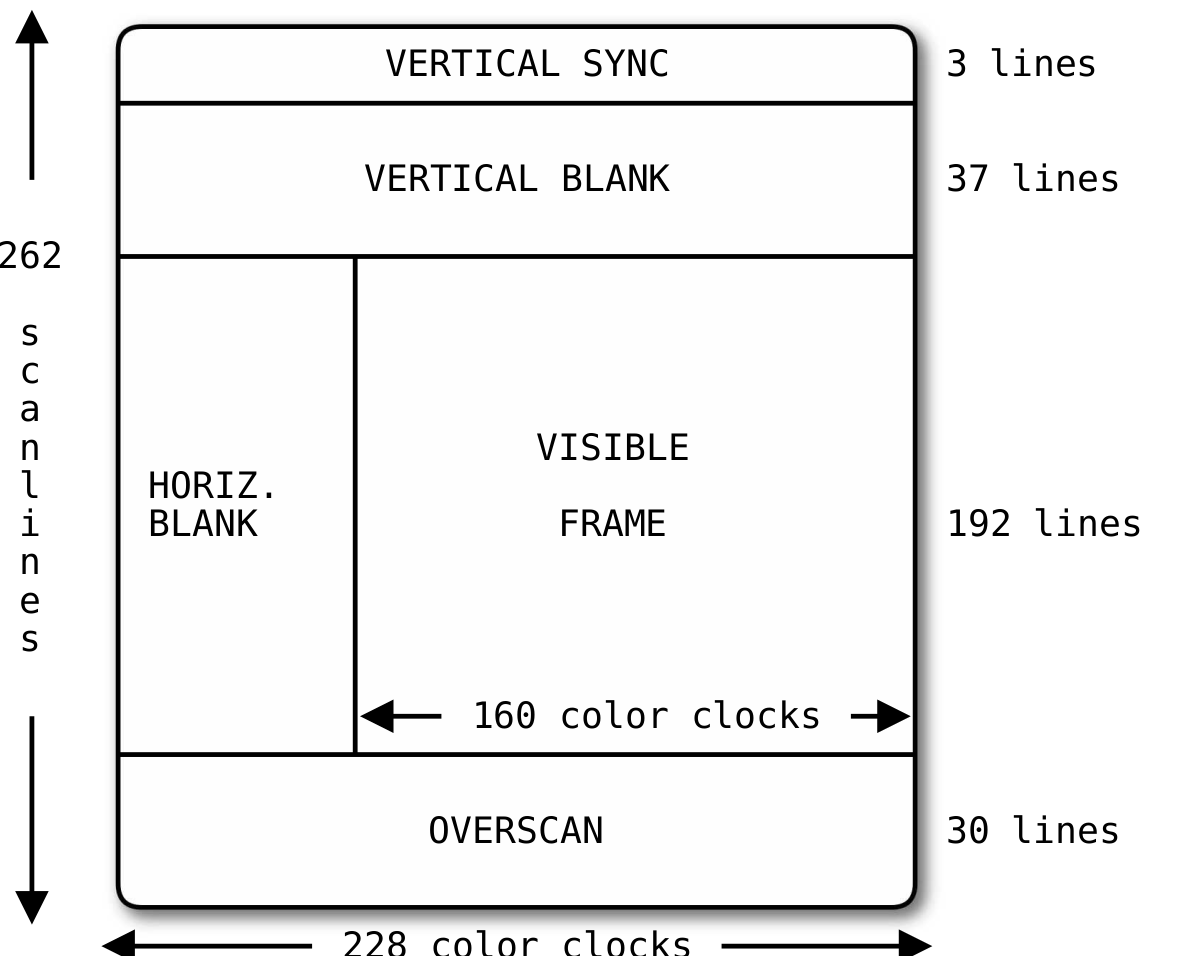 VERTICAL SYNC
3 lines
VERTICAL BLANK
37 lines
262
scanlines
HORIZ.
BLANK
VISIBLE
FRAME
192 lines
160 color clocks
OVERSCAN
30 lines
228 color clocks